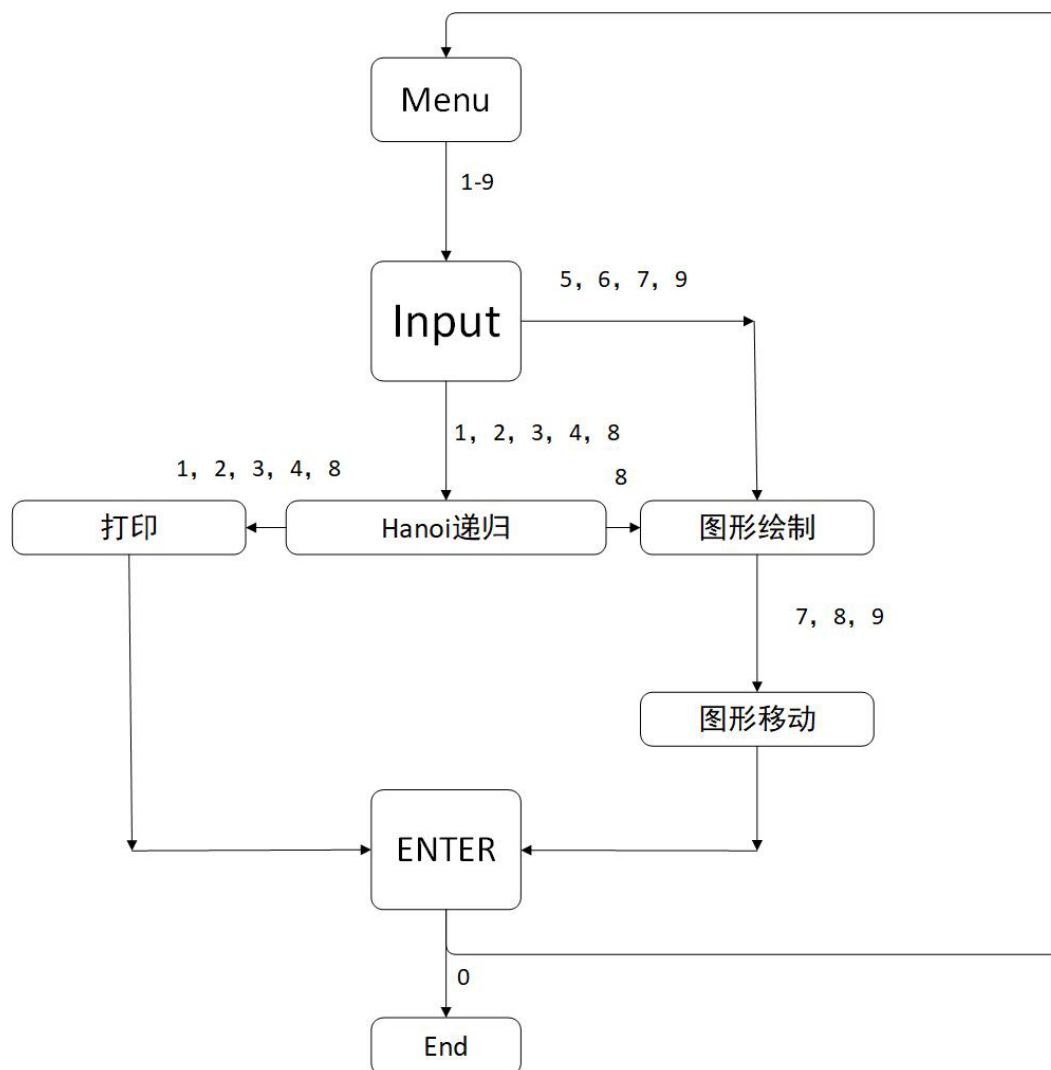 Menu
1-9
5，6，7，9
Input
1，2，3，4，8
1，2，3，4，8
8
打印
Hanoi递归
图形绘制
7，8，9
图形移动
ENTER
0
End